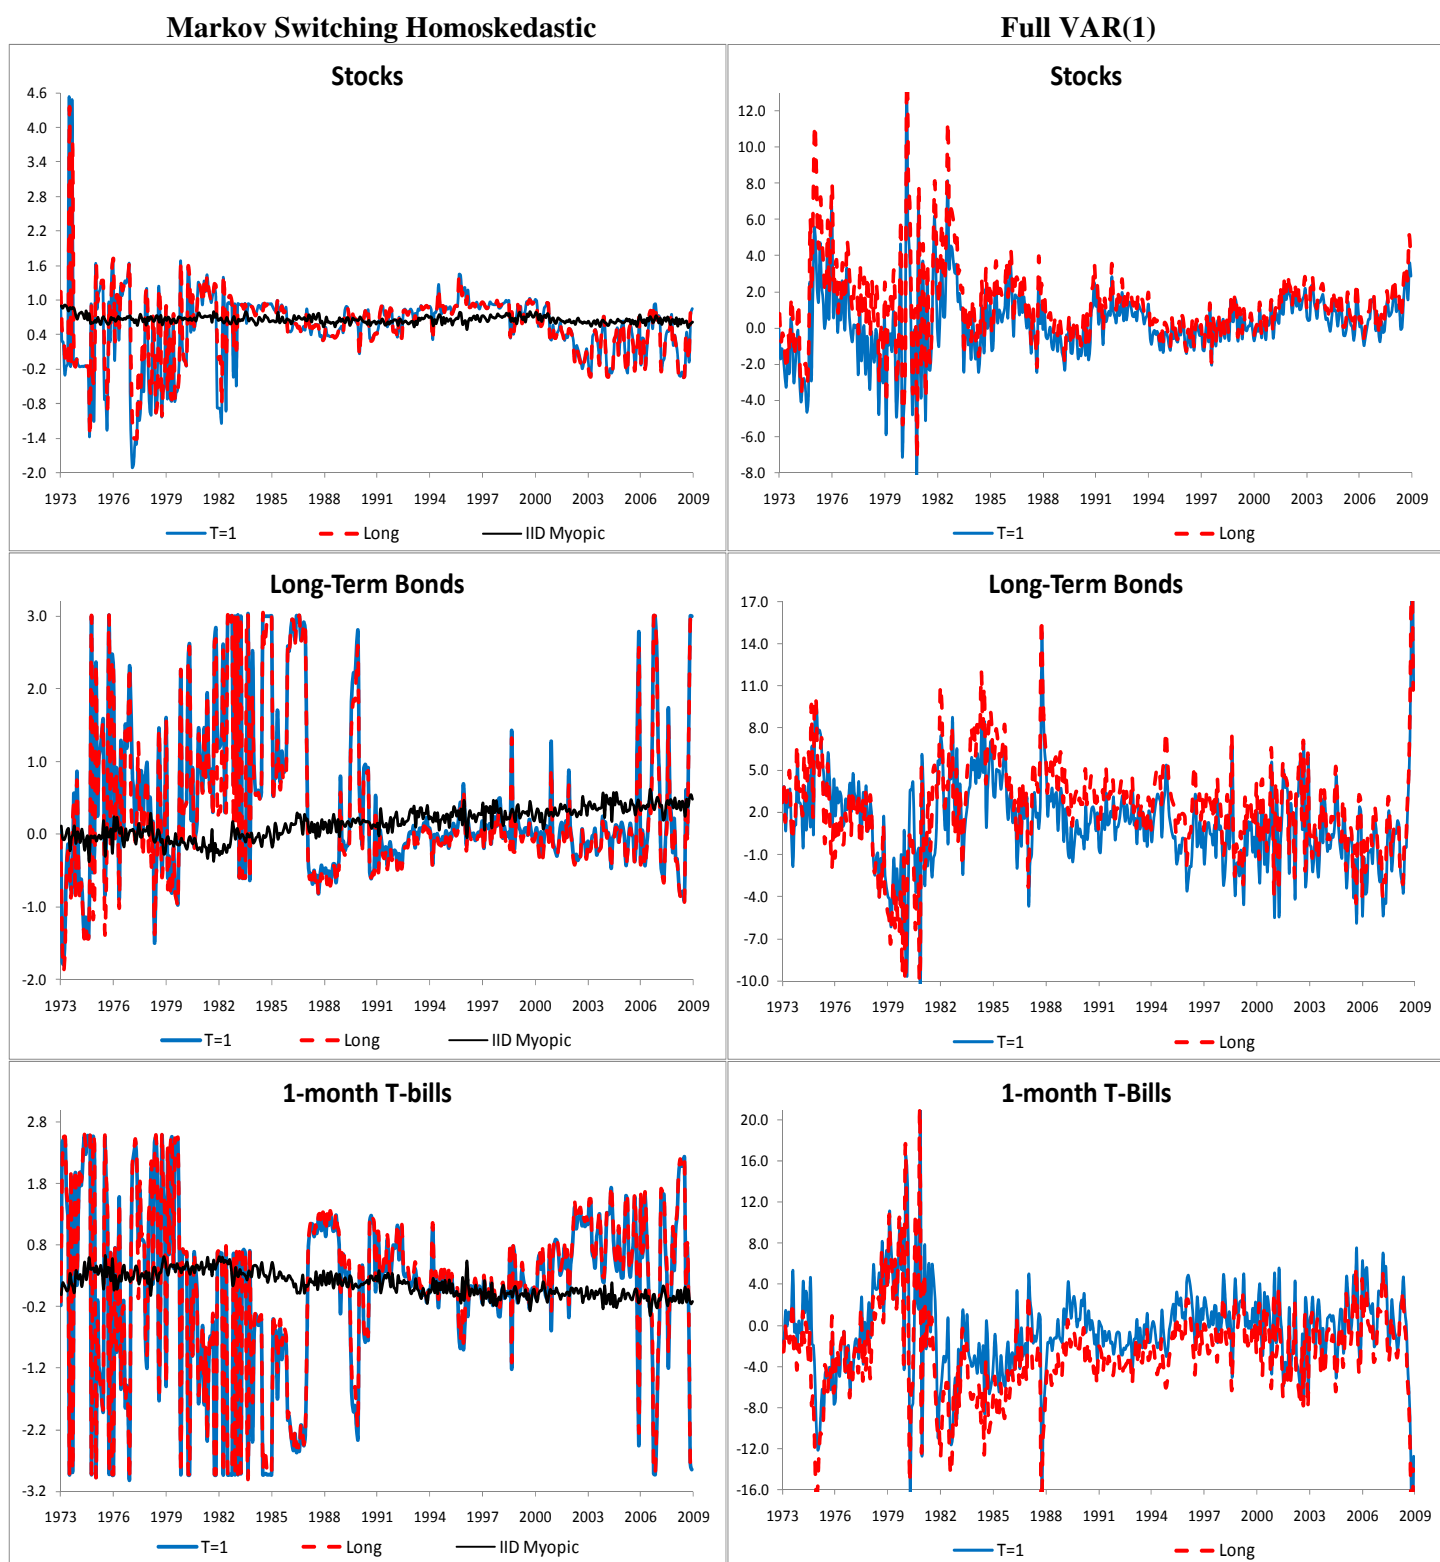 Markov Switching Homoskedastic
Full VAR(1)
Stocks
4.6
4.0
3.4
2.8
2.2
1.6
1.0
0.4
-0.2
-0.8
-1.4
-2.0
1973 1976 1979 1982 1985 1988 1991 1994 1997 2000 2003 2006 2009
T=1 Long IID Myopic
Stocks
12.0
10.0
8.0
6.0
4.0
2.0
0.0
-2.0
-4.0
-6.0
-8.0
1973 1976 1979 1982 1985 1988 1991 1994 1997 2000 2003 2006 2009
T=1 Long
Long-Term Bonds
3.0
2.0
1.0
0.0
-1.0
-2.0
1973 1976 1979 1982 1985 1988 1991 1994 1997 2000 2003 2006 2009
T=1 Long IID Myopic
Long-Term Bonds
17.0
14.0
11.0
8.0
5.0
2.0
-1.0
-4.0
-7.0
-10.0
1973 1976 1979 1982 1985 1988 1991 1994 1997 2000 2003 2006 2009
T=1 Long
1-month T-bills
2.8
1.8
0.8
-0.2
-1.2
-2.2
-3.2
1973 1976 1979 1982 1985 1988 1991 1994 1997 2000 2003 2006 2009
T=1 Long IID Myopic
1-month T-Bills
20.0
16.0
12.0
8.0
4.0
0.0
-4.0
-8.0
-12.0
-16.0
1973 1976 1979 1982 1985 1988 1991 1994 1997 2000 2003 2006 2009
T=1 Long